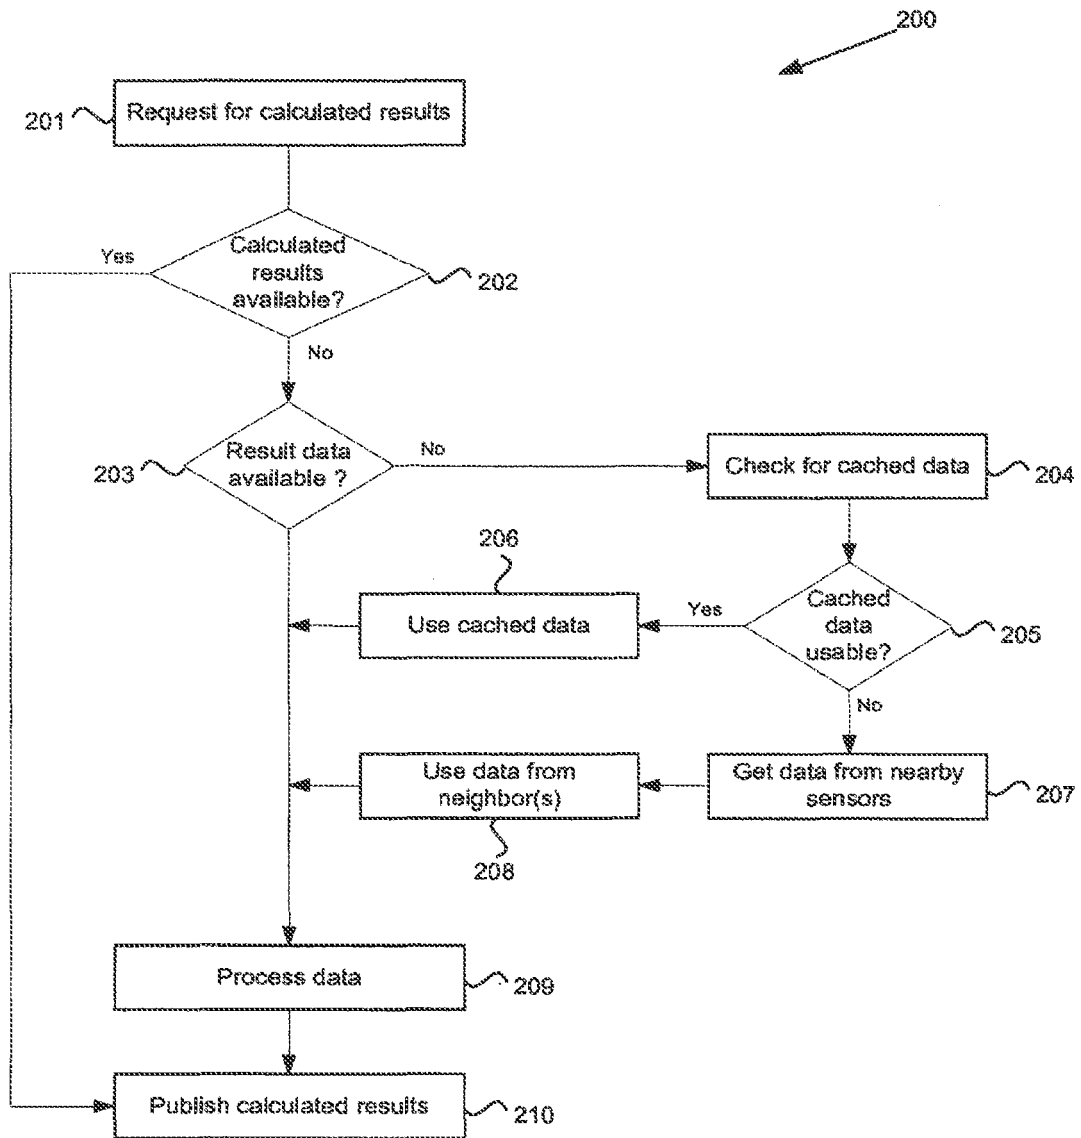 200
Request for calculated results
201
Yes
Calculated
results
available?
202
No
Result data
available ?
203
No
Check for cached data
204
206
Use cached data
Yes
Cached
data
usable?
205
No
Use data from
neighbor(s)
Get data from nearby
sensors
207
208
Process data
209
Publish calculated results
210